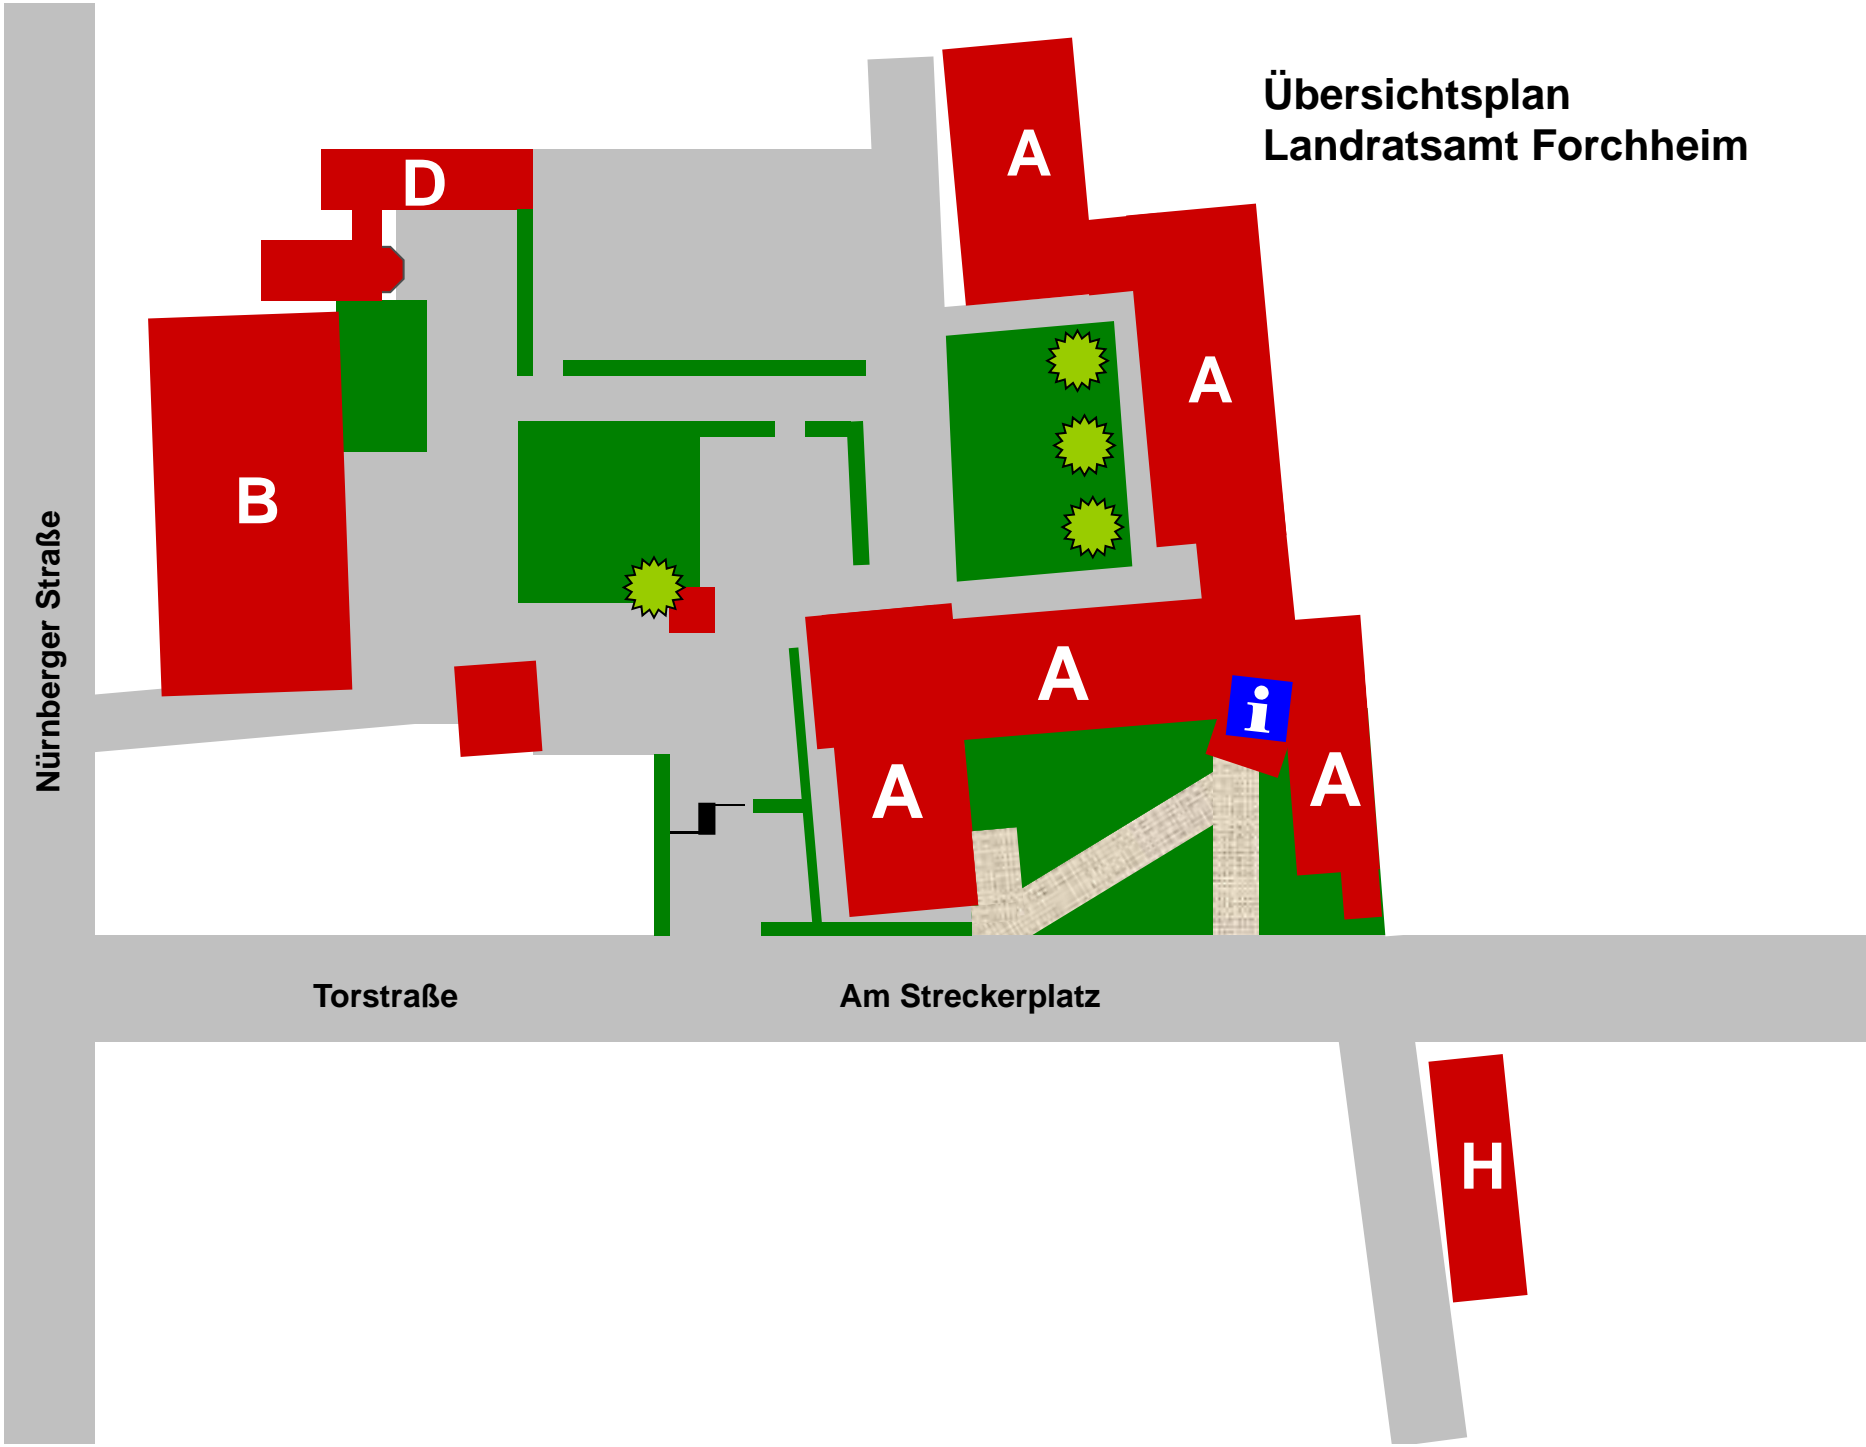 Übersichtsplan
Landratsamt Forchheim
A
D
A
B
Nürnberger Straße
A
i
A
A
Torstraße
Am Streckerplatz
H